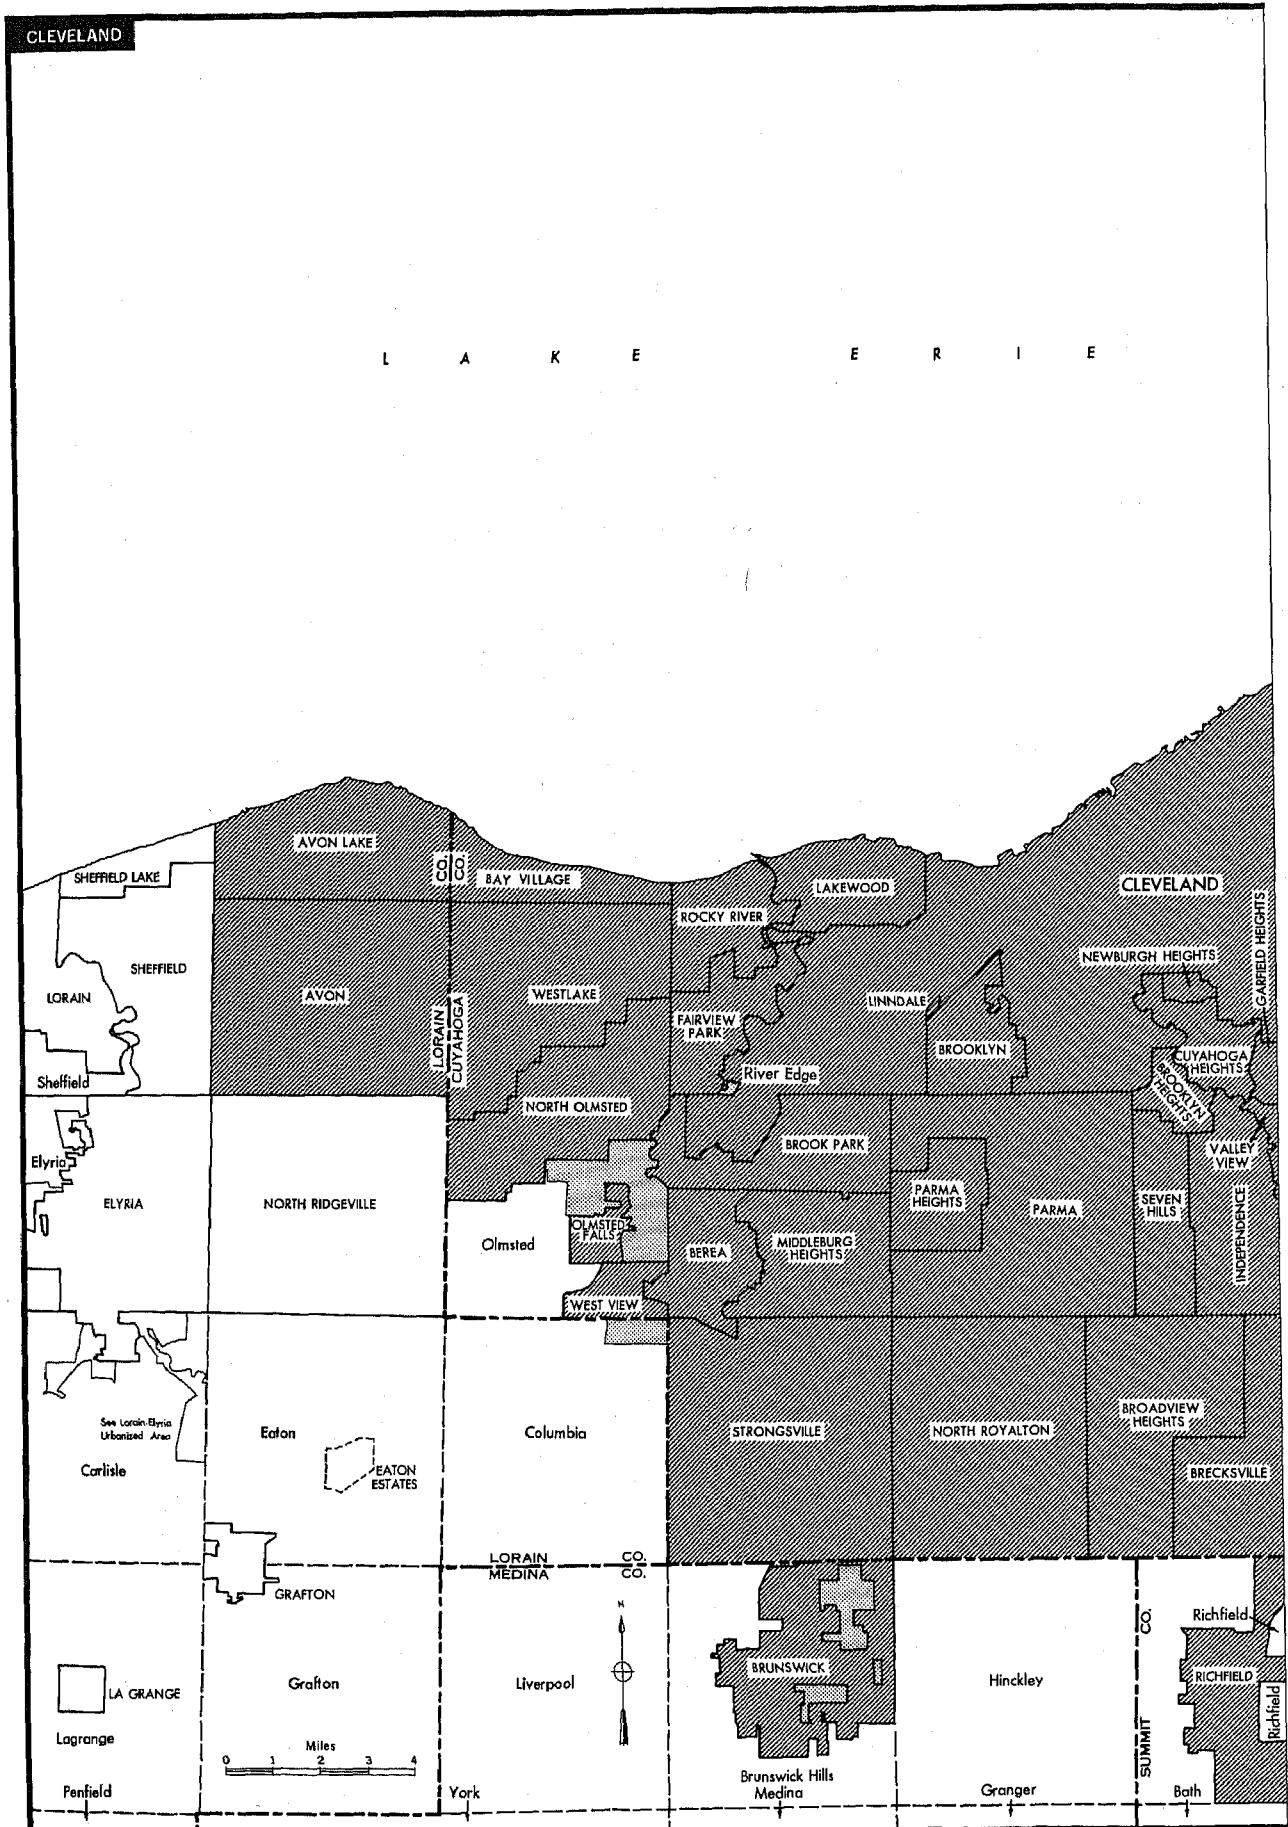 CLEVELAND
L A K E E R I E
AVON LAKE
CO.
CO.
BAY VILLAGE
SHEFFIELD LAKE
LAKEWOOD
CLEVELAND
ROCKY RIVER
GARFIELD HEIGHTS
NEWBURGH HEIGHTS
SHEFFIELD
LORAIN
AVON
WESTLAKE
LINNDALE
FAIRVIEW
PARK
LORAIN
CUYAHOGA
BROOKLYN
CUYAHOGA
HEIGHTS
BROOKLYN
HEIGHTS
Sheffield
River Edge
NORTH OLMSTED
BROOK PARK
VALLEY
VIEW
Elyria
ELYRIA
NORTH RIDGEVILLE
PARMA
HEIGHTS
PARMA
SEVEN
HILLS
INDEPENDENCE
OLMSTED
FALLS
Olmsted
BEREA
MIDDLEBURG
HEIGHTS
WEST VIEW
See Lorain-Elyria
Urbanized Area
Eaton
Columbia
STRONGSVILLE
NORTH ROYALTON
BROADVIEW
HEIGHTS
Carlisle
EATON
ESTATES
BRECKSVILLE
LORAIN CO.
MEDINA CO.
GRAFTON
N
Richfield
CO.
SUMMIT
BRUNSWICK
RICHFIELD
Richfield
LA GRANGE
Grafton
Liverpool
Hinckley
Lagrange
Miles
0 1 2 3 4
Penfield
York
Brunswick Hills
Medina
Granger
Bath